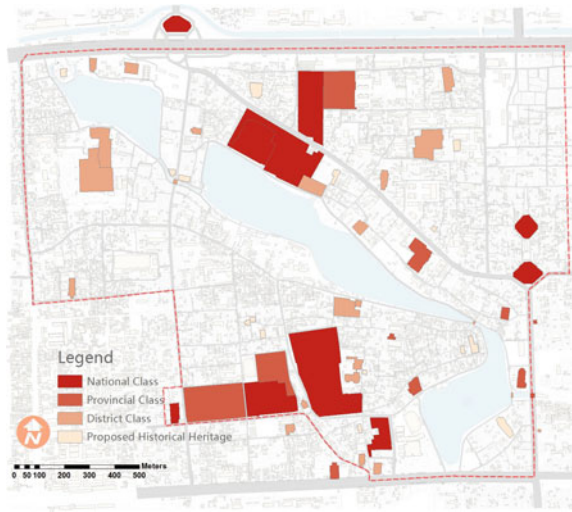 Legend
National Class
Provincial Class
District Class
Proposed Historical Heritage
N
Meters
0 50 100 200 300 400 500